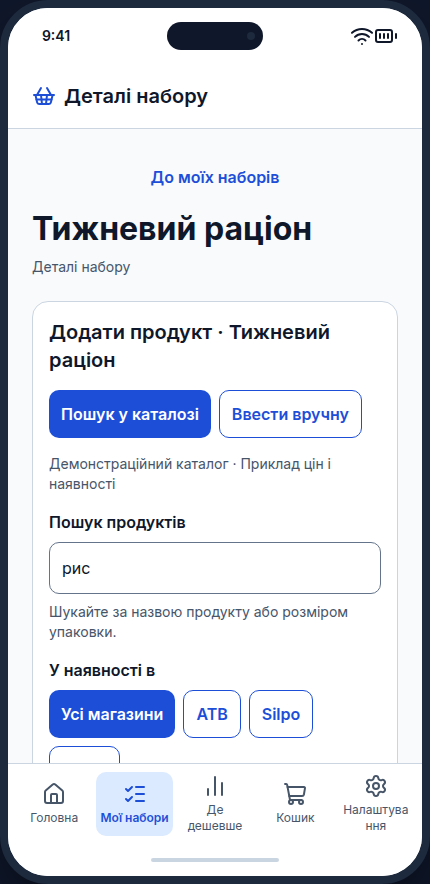 9:41
Деталі набору
До моїх наборів
Тижневий раціон
Деталі набору
Додати продукт · Тижневий
раціон
Пошук у каталозі
Ввести вручну
Демонстраційний каталог · Приклад цін і
наявності
Пошук продуктів
рис
Шукайте за назвою продукту або розміром
упаковки.
У наявності в
Усі магазини
АТВ
Silpo
Головна
Мої набори
Де
дешевше
Кошик
Налаштува
ння